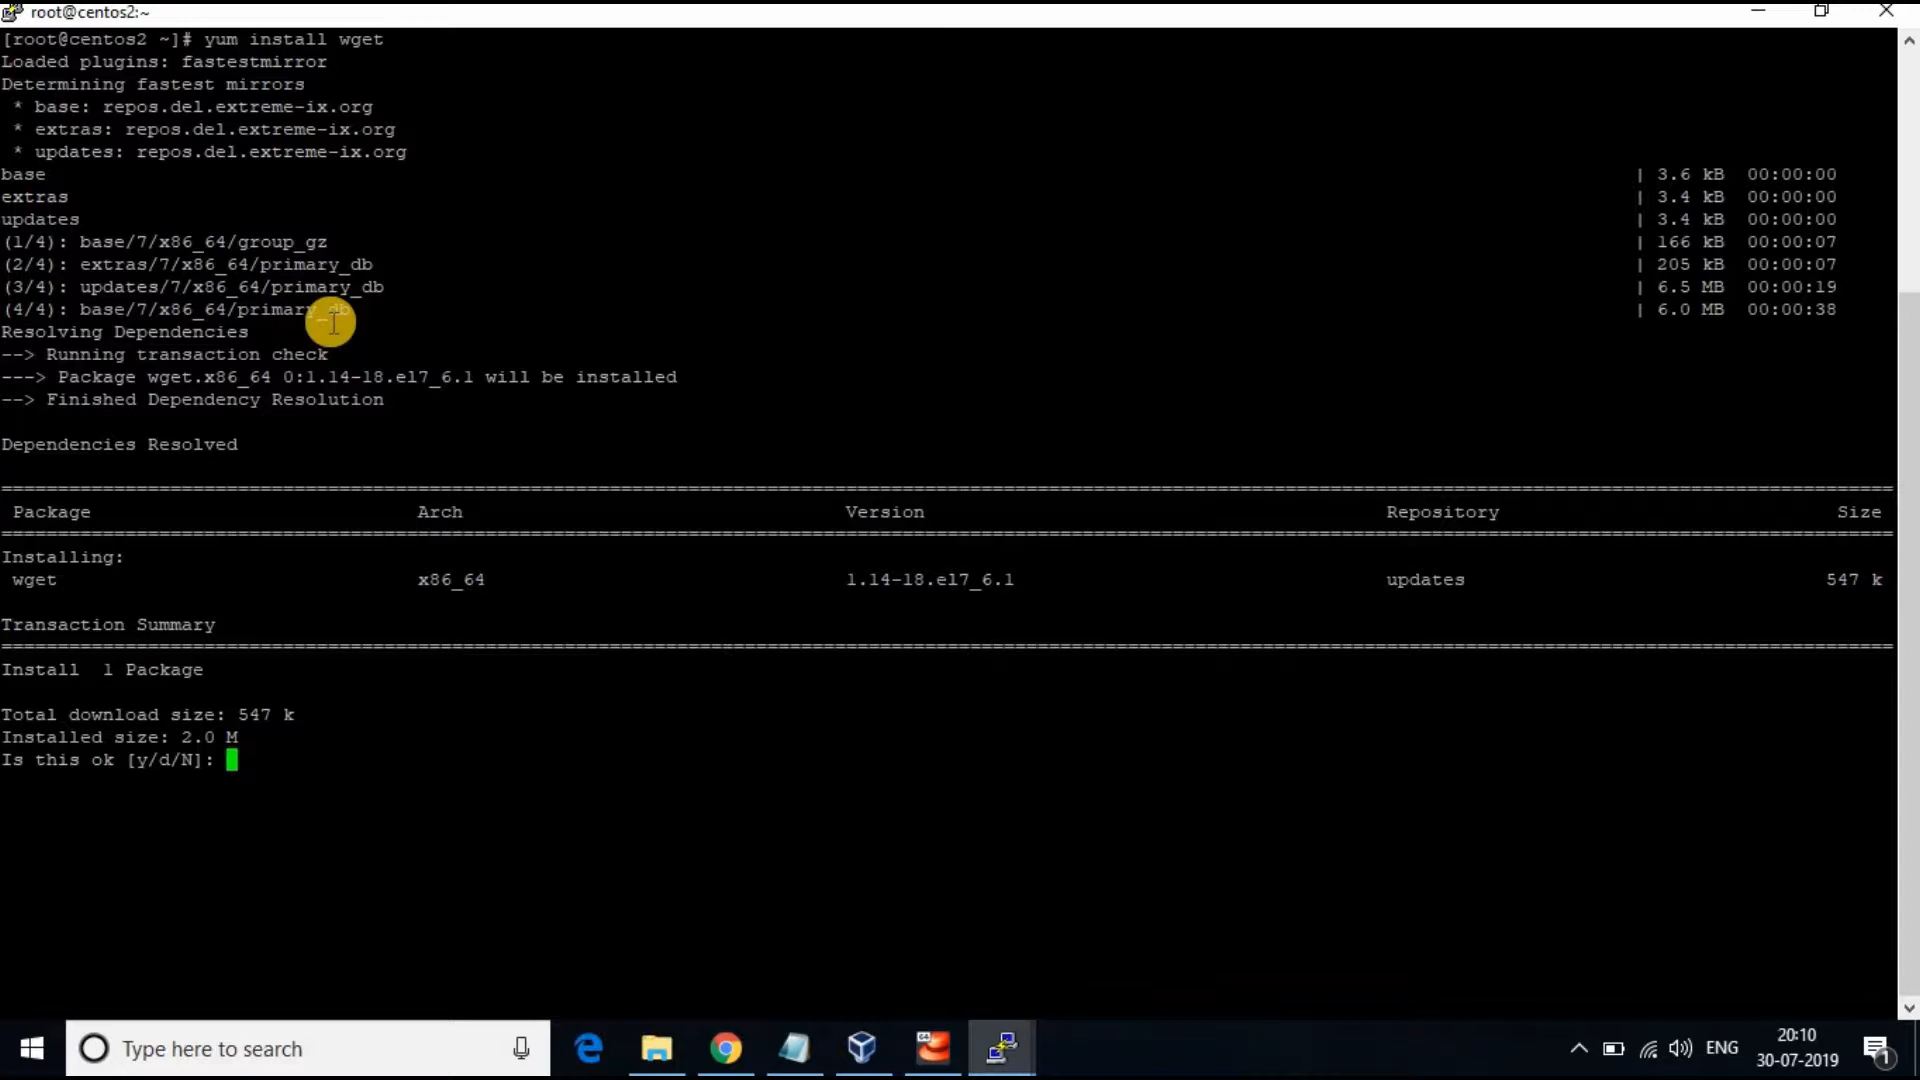 root@centos2:~
[root@centos2 ~]# yum install wget
Loaded plugins: fastestmirror
Determining fastest mirrors
 * base: repos.del.extreme-ix.org
 * extras: repos.del.extreme-ix.org
 * updates: repos.del.extreme-ix.org
base | 3.6 kB 00:00:00
extras | 3.4 kB 00:00:00
updates | 3.4 kB 00:00:00
(1/4): base/7/x86_64/group_gz | 166 kB 00:00:07
(2/4): extras/7/x86_64/primary_db | 205 kB 00:00:07
(3/4): updates/7/x86_64/primary_db | 6.5 MB 00:00:19
(4/4): base/7/x86_64/primary_db | 6.0 MB 00:00:38
Resolving Dependencies
--> Running transaction check
---> Package wget.x86_64 0:1.14-18.el7_6.1 will be installed
--> Finished Dependency Resolution
Dependencies Resolved
Package Arch Version Repository Size
Installing:
wget x86_64 1.14-18.el7_6.1 updates 547 k
Transaction Summary
Install 1 Package
Total download size: 547 k
Installed size: 2.0 M
Is this ok [y/d/N]:
Type here to search
ENG
20:10
30-07-2019
1